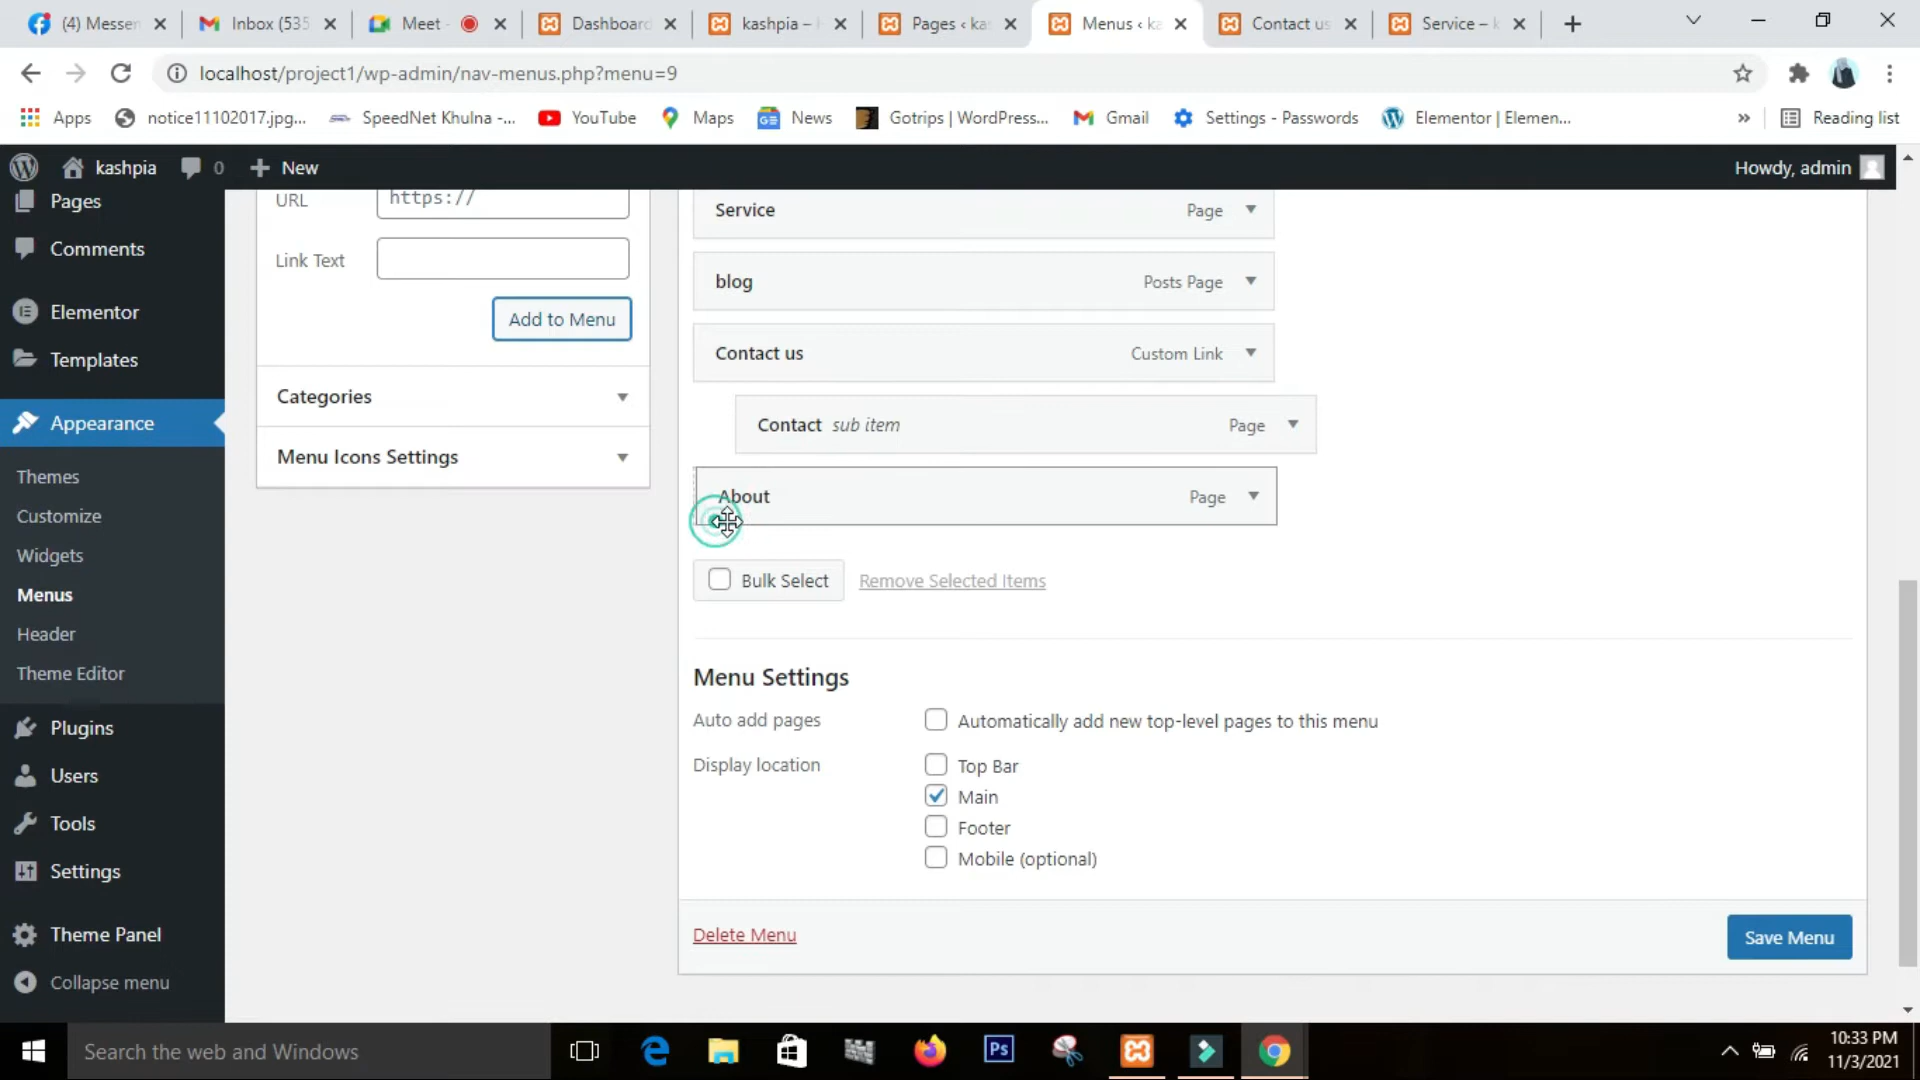 (4) Messen
Inbox (535
Meet -
Dashboard
kashpia –
Pages ‹ ka
Menus ‹ ka
Contact us
Service – k
localhost/project1/wp-admin/nav-menus.php?menu=9
Apps
notice11102017.jpg...
SpeedNet Khulna -...
YouTube
Maps
News
Gotrips | WordPress...
Gmail
Settings - Passwords
Elementor | Elemen...
»
Reading list
kashpia
0
New
Howdy, admin
Pages
Comments
Elementor
Templates
Appearance
Themes
Customize
Widgets
Menus
Header
Theme Editor
Plugins
Users
Tools
Settings
Theme Panel
Collapse menu
URL
https://
Link Text
Add to Menu
Categories
Menu Icons Settings
Service Page
blog Posts Page
Contact us Custom Link
Contact sub item Page
About Page
Bulk Select Remove Selected Items
Menu Settings
Auto add pages Automatically add new top-level pages to this menu
Display location Top Bar
Main
Footer
Mobile (optional)
Delete Menu Save Menu
Search the web and Windows
Ps
10:33 PM
11/3/2021